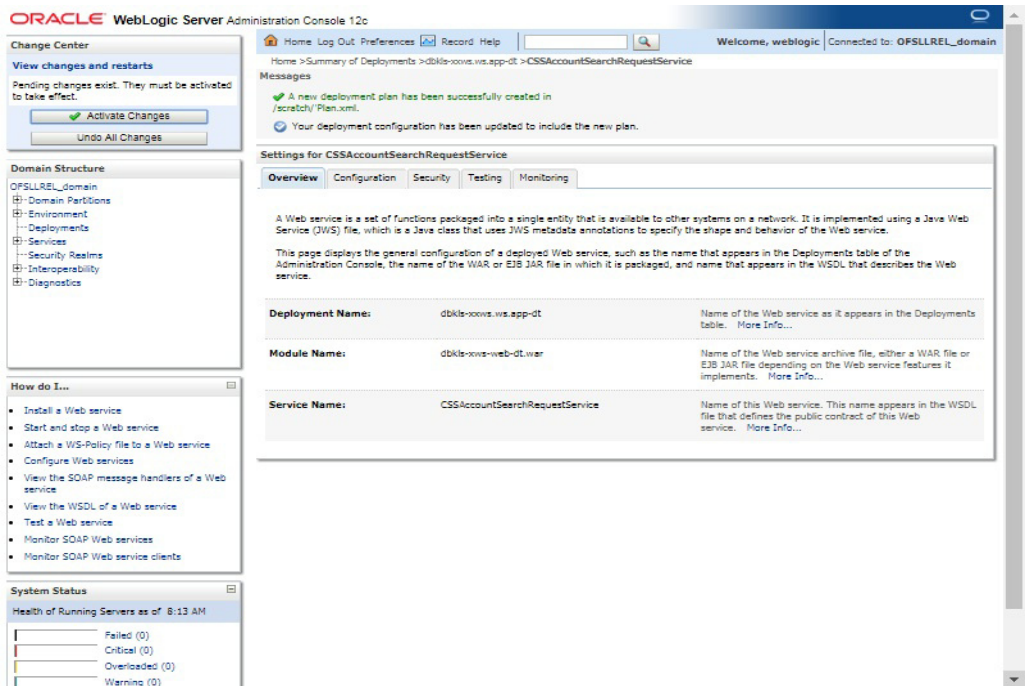 ORACLE WebLogic Server Administration Console 12c
Change Center
View changes and restarts
Pending changes exist. They must be activated
to take effect.
Activate Changes
Undo All Changes
Domain Structure
OFSLLREL_domain
Domain Partitions
Environment
Deployments
Services
Security Realms
Interoperability
Diagnostics
How do I...
Install a Web service
Start and stop a Web service
Attach a WS-Policy file to a Web service
Configure Web services
View the SOAP message handlers of a Web
service
View the WSDL of a Web service
Test a Web service
Monitor SOAP Web services
Monitor SOAP Web service clients
System Status
Health of Running Servers as of 8:13 AM
Failed (0)
Critical (0)
Overloaded (0)
Warning (0)
Home Log Out Preferences Record Help
Welcome, weblogic Connected to: OFSLLREL_domain
Home >Summary of Deployments >dbkls-xxws.ws.app-dt >CSSAccountSearchRequestService
Messages
A new deployment plan has been successfully created in
/scratch/'Plan.xml.
Your deployment configuration has been updated to include the new plan.
Settings for CSSAccountSearchRequestService
Overview Configuration Security Testing Monitoring
A Web service is a set of functions packaged into a single entity that is available to other systems on a network. It is implemented using a Java Web
Service (JWS) file, which is a Java class that uses JWS metadata annotations to specify the shape and behavior of the Web service.
This page displays the general configuration of a deployed Web service, such as the name that appears in the Deployments table of the
Administration Console, the name of the WAR or EJB JAR file in which it is packaged, and name that appears in the WSDL that describes the Web
service.
Deployment Name: dbkls-xxws.ws.app-dt Name of the Web service as it appears in the Deployments
table. More Info...
Module Name: dbkls-xws-web-dt.war Name of the Web service archive file, either a WAR file or
EJB JAR file depending on the Web service features it
implements. More Info...
Service Name: CSSAccountSearchRequestService Name of this Web service. This name appears in the WSDL
file that defines the public contract of this Web
service. More Info...